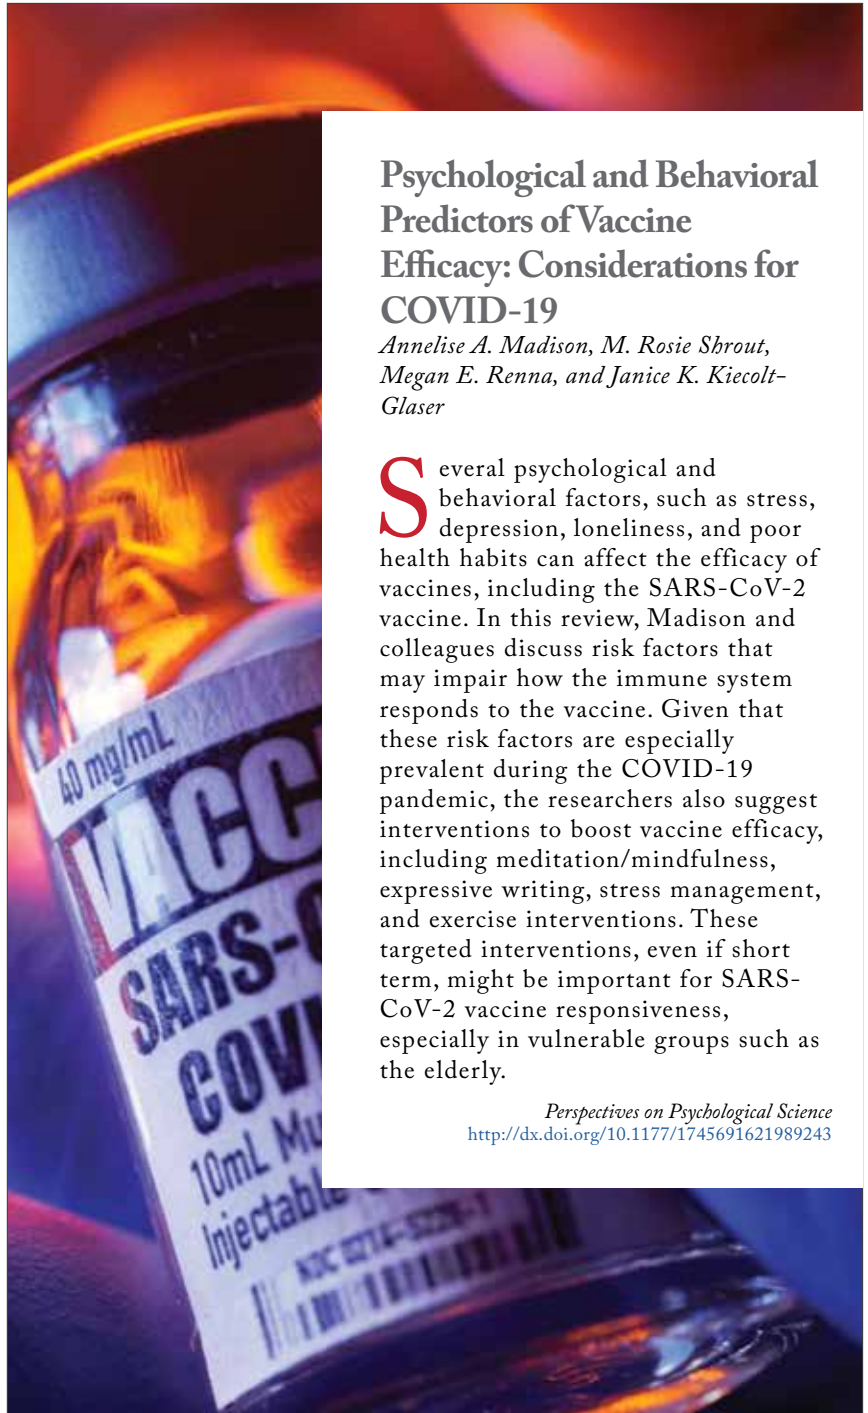 Psychological and Behavioral
Predictors of Vaccine
Efficacy: Considerations for
COVID-19
Annelise A. Madison, M. Rosie Shrout,
Megan E. Renna, and Janice K. Kiecolt-
Glaser
Several psychological and
behavioral factors, such as stress,
depression, loneliness, and poor
health habits can affect the efficacy of
vaccines, including the SARS-CoV-2
vaccine. In this review, Madison and
colleagues discuss risk factors that
may impair how the immune system
responds to the vaccine. Given that
these risk factors are especially
prevalent during the COVID-19
pandemic, the researchers also suggest
interventions to boost vaccine efficacy,
including meditation/mindfulness,
expressive writing, stress management,
and exercise interventions. These
targeted interventions, even if short
term, might be important for SARS-
CoV-2 vaccine responsiveness,
especially in vulnerable groups such as
the elderly.
Perspectives on Psychological Science
http://dx.doi.org/10.1177/1745691621989243
40 mg/mL
VACC
SARS-
COV
10mL Mu
Injectable
NDC